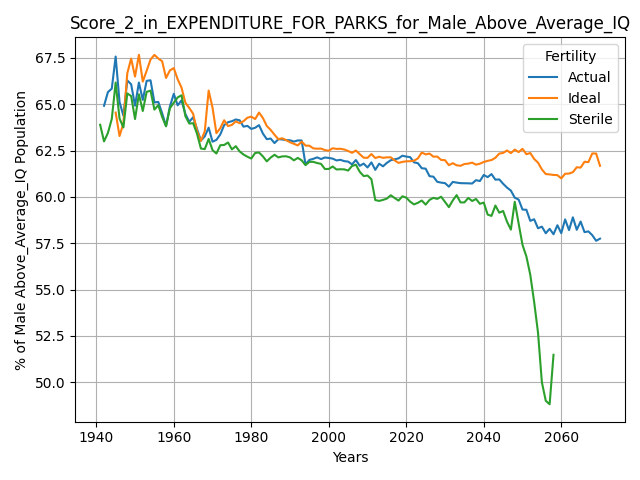 Score_2_in_EXPENDITURE_FOR_PARKS_for_Male_Above_Average_IQ
% of Male Above_Average_IQ Population
67.5
65.0
62.5
60.0
57.5
55.0
52.5
50.0
Fertility
Actual
Ideal
Sterile
1940 1960 1980 2000 2020 2040 2060
Years